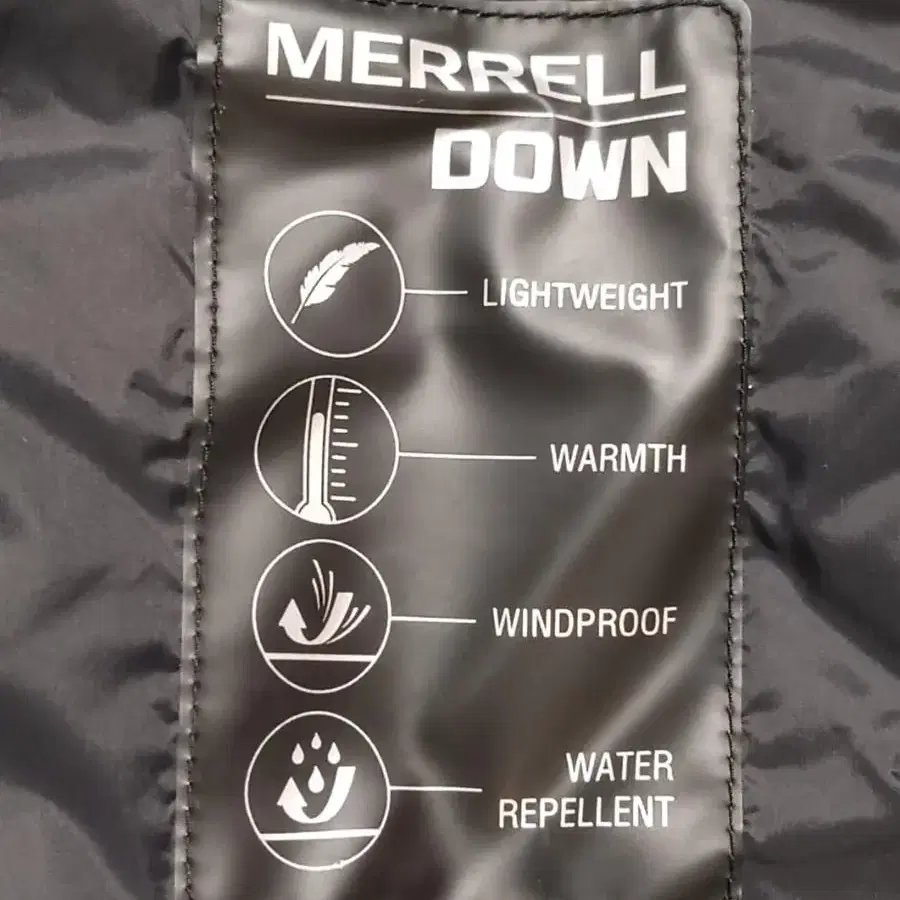 MERRELL
DOWN
LIGHTWEIGHT
WARMTH
WINDPROOF
WATER
REPELLENT